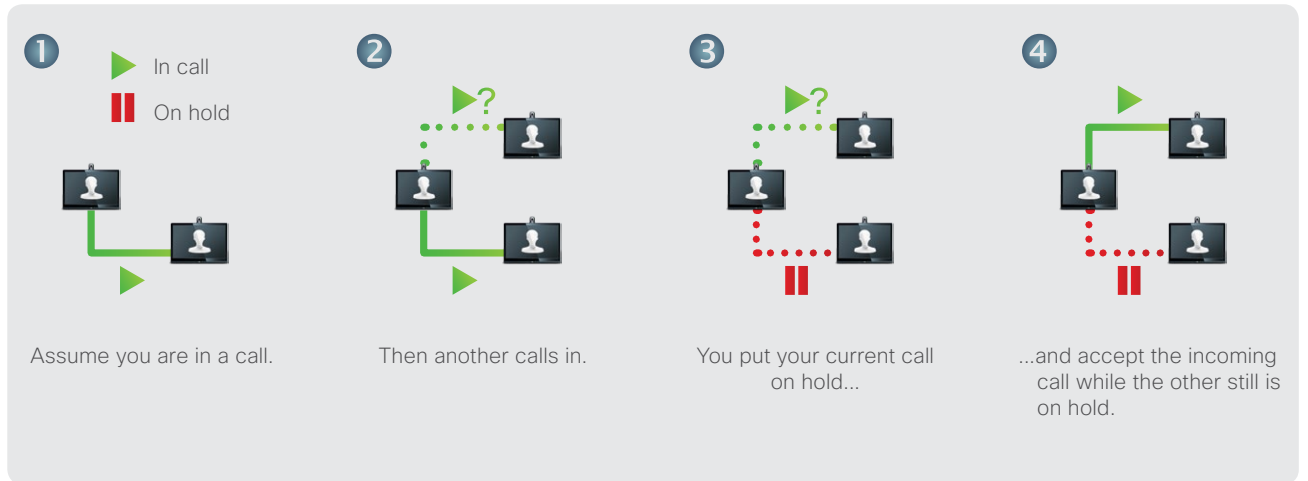 1
In call
On hold
Assume you are in a call.
2
?
Then another calls in.
3
?
You put your current call
on hold...
4
...and accept the incoming
call while the other still is
on hold.